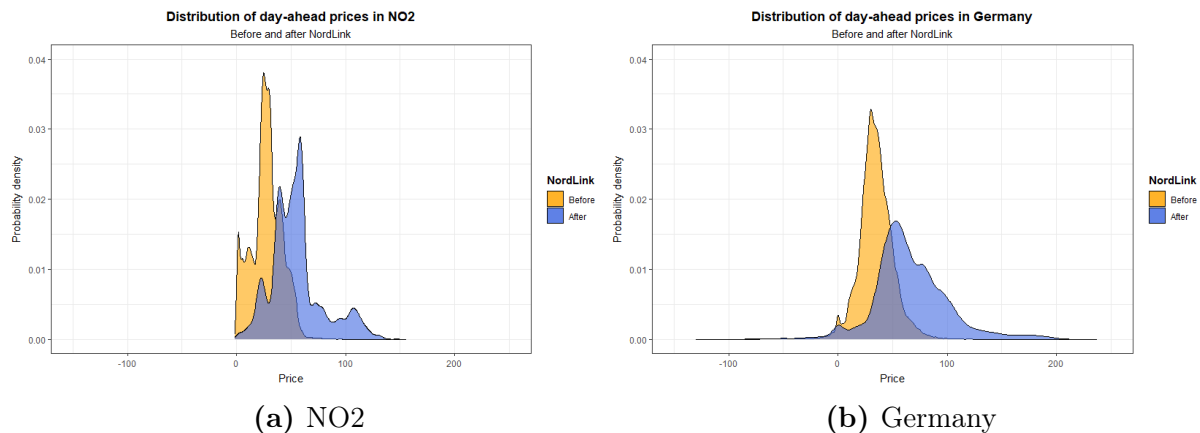 Distribution of day-ahead prices in NO2
Before and after NordLink
0.04
0.03
0.02
0.01
0.00
Probability density
-100
0
100
200
Price
NordLink
Before
After
(a) NO2
Distribution of day-ahead prices in Germany
Before and after NordLink
0.04
0.03
0.02
0.01
0.00
Probability density
-100
0
100
200
Price
NordLink
Before
After
(b) Germany